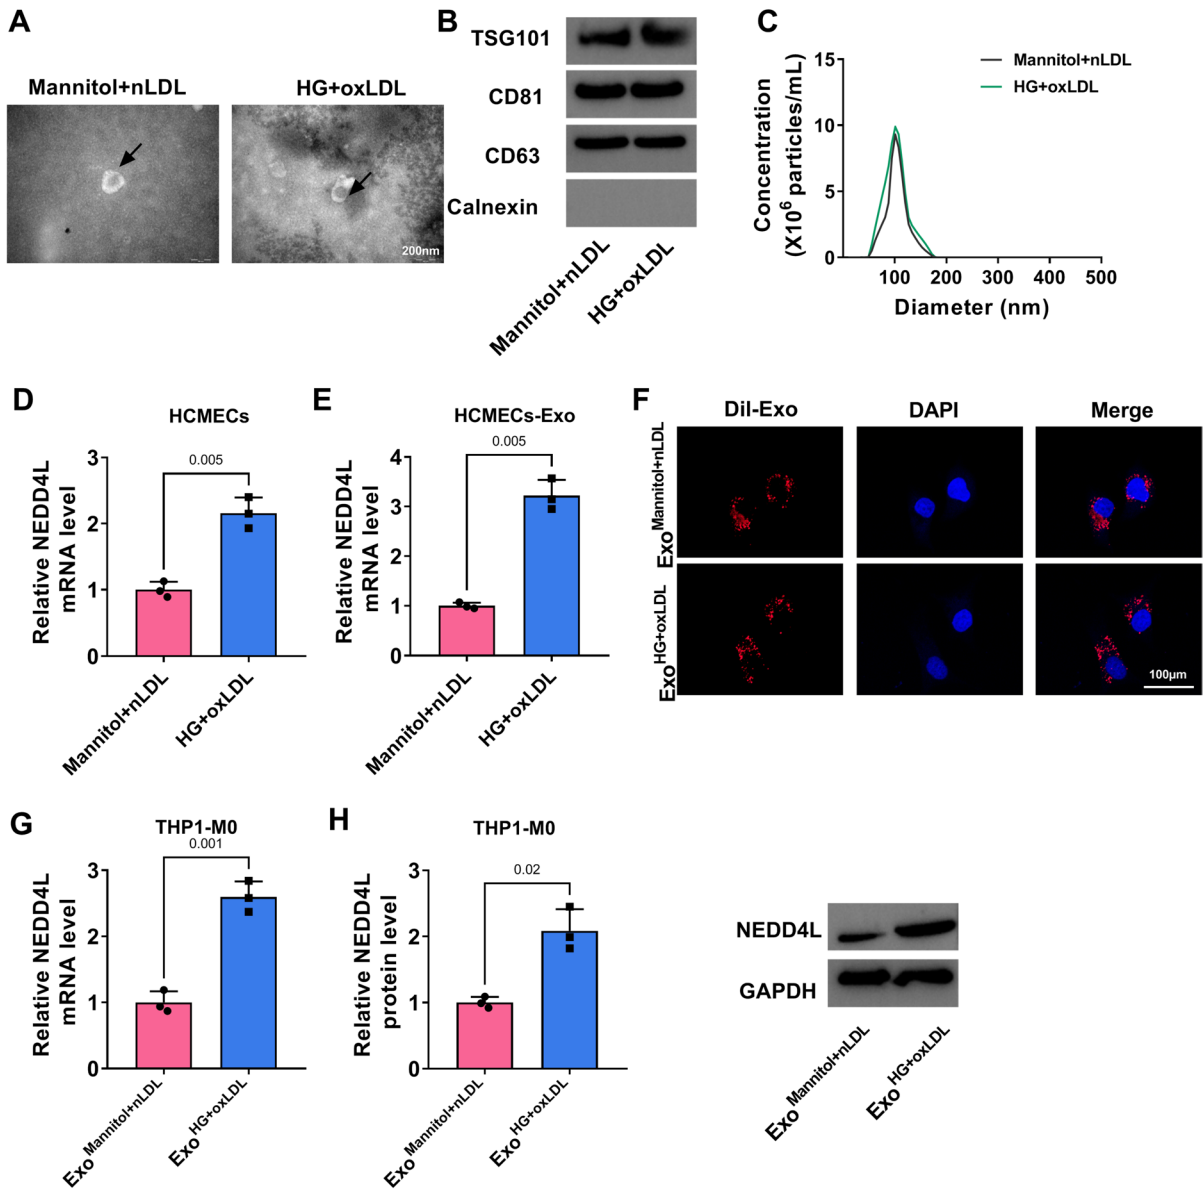 A
Mannitol+nLDL
HG+oxLDL
200nm
B
TSG101
CD81
CD63
Calnexin
Mannitol+nLDL
HG+oxLDL
C
Concentration
(X10⁶ particles/mL)
15
10
5
0
Mannitol+nLDL
HG+oxLDL
100
200
300
400
500
Diameter (nm)
D
HCMECs
Relative NEDD4L
mRNA level
3
2
1
0
0.005
Mannitol+nLDL
HG+oxLDL
E
HCMECs-Exo
Relative NEDD4L
mRNA level
4
3
2
1
0
0.005
Mannitol+nLDL
HG+oxLDL
F
Dil-Exo
DAPI
Merge
Exo^Mannitol+nLDL
Exo^HG+oxLDL
100μm
G
THP1-M0
Relative NEDD4L
mRNA level
3
2
1
0
0.001
Exo^Mannitol+nLDL
Exo^HG+oxLDL
H
THP1-M0
Relative NEDD4L
protein level
3
2
1
0
0.02
Exo^Mannitol+nLDL
Exo^HG+oxLDL
NEDD4L
GAPDH
Exo^Mannitol+nLDL
Exo^HG+oxLDL